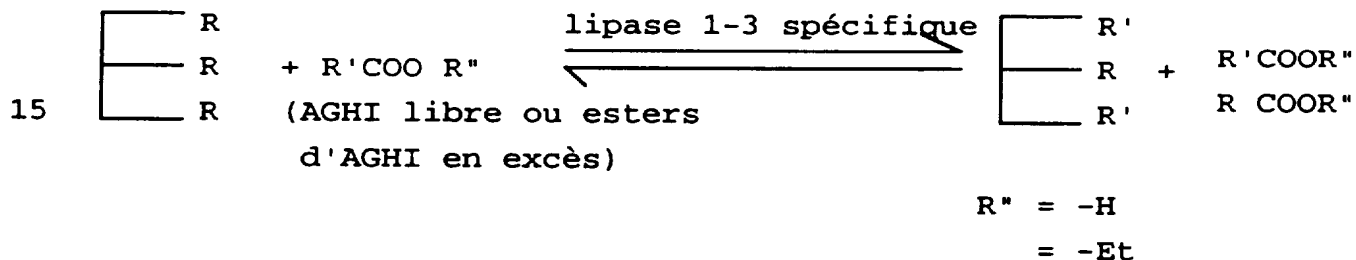 R lipase 1-3 spécifique R'
R + R'COO R" R + R'COOR"
15 R (AGHI libre ou esters R' R COOR"
d'AGHI en excès)
R" = -H
= -Et